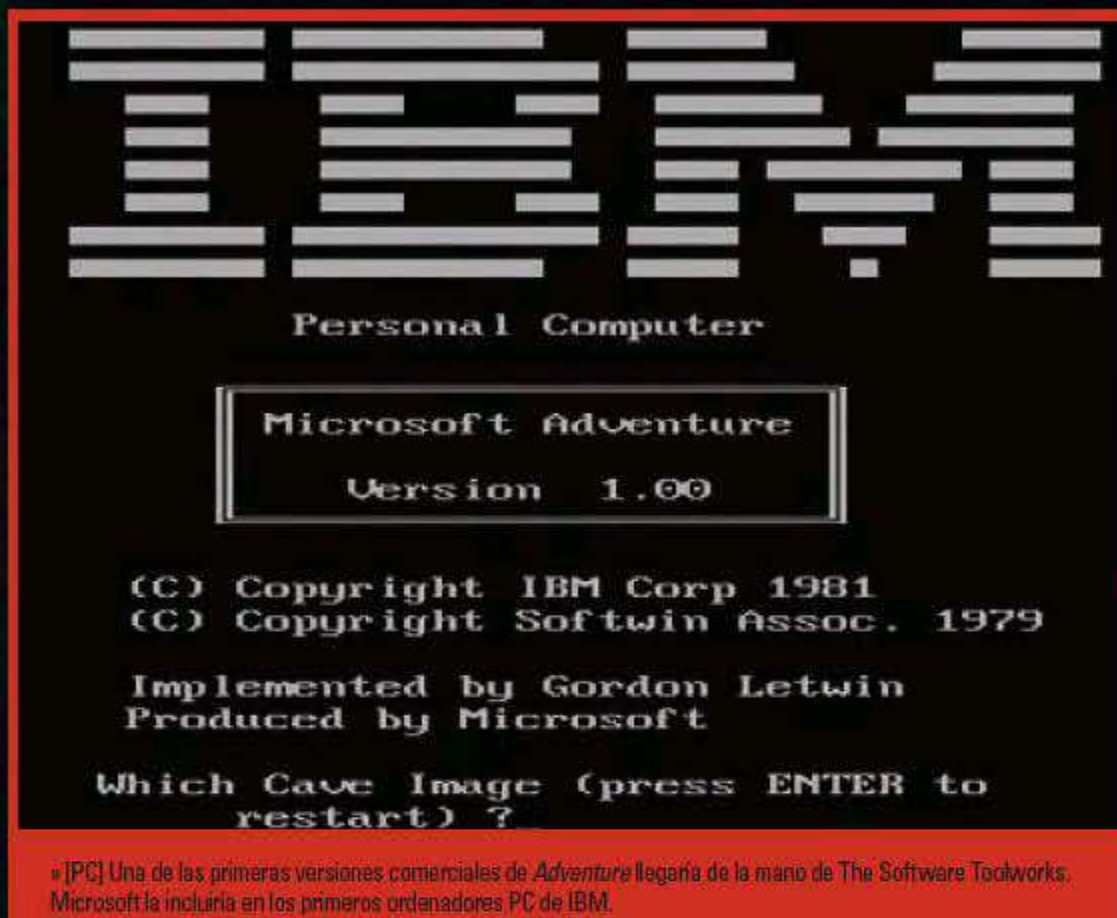 IBM
Personal Computer
Microsoft Adventure
Version 1.00
(C) Copyright IBM Corp 1981
(C) Copyright Softwin Assoc. 1979
Implemented by Gordon Letwin
Produced by Microsoft
Which Cave Image (press ENTER to
restart) ?
» [PC] Una de las primeras versiones comerciales de Adventure llegaría de la mano de The Software Toolworks.
Microsoft la incluiría en los primeros ordenadores PC de IBM.